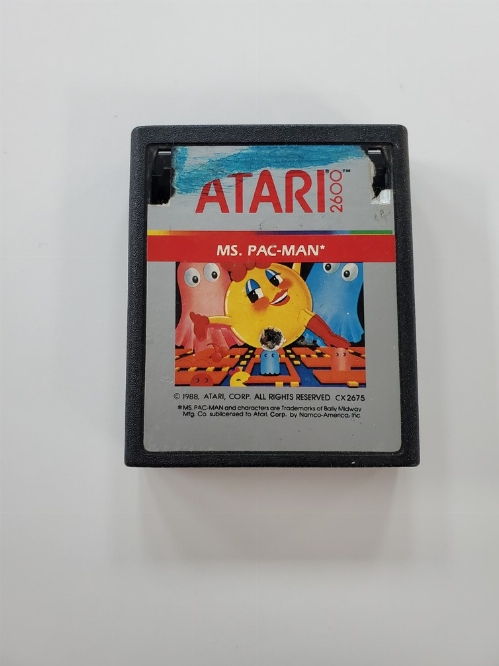 ATARI®
2600™
MS. PAC-MAN*
© 1988, ATARI, CORP. ALL RIGHTS RESERVED CX2675
*MS. PAC-MAN and characters are Trademarks of Bally Midway
Mfg. Co. sublicensed to Atari, Corp. by Namco-America, Inc.